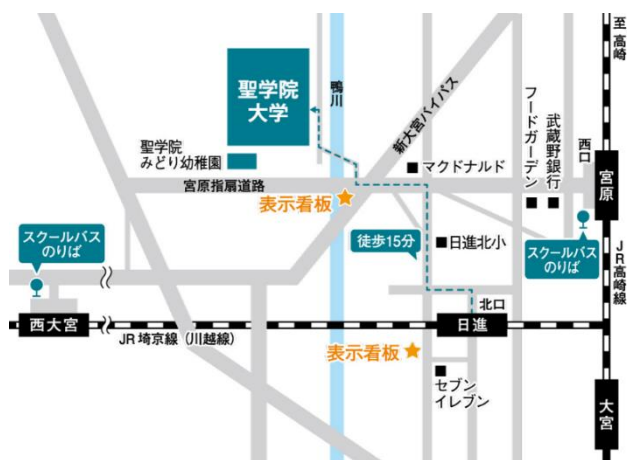 至
高崎
聖学院
大学
鴨川
新大宮バイパス
フードガーデン
武蔵野銀行
西口
宮原
聖学院
みどり幼稚園
マクドナルド
宮原指扇道路
表示看板
スクールバス
のりば
徒歩15分
日進北小
スクールバス
のりば
JR高崎線
北口
西大宮
日進
JR 埼京線(川越線)
表示看板
セブン
イレブン
大宮